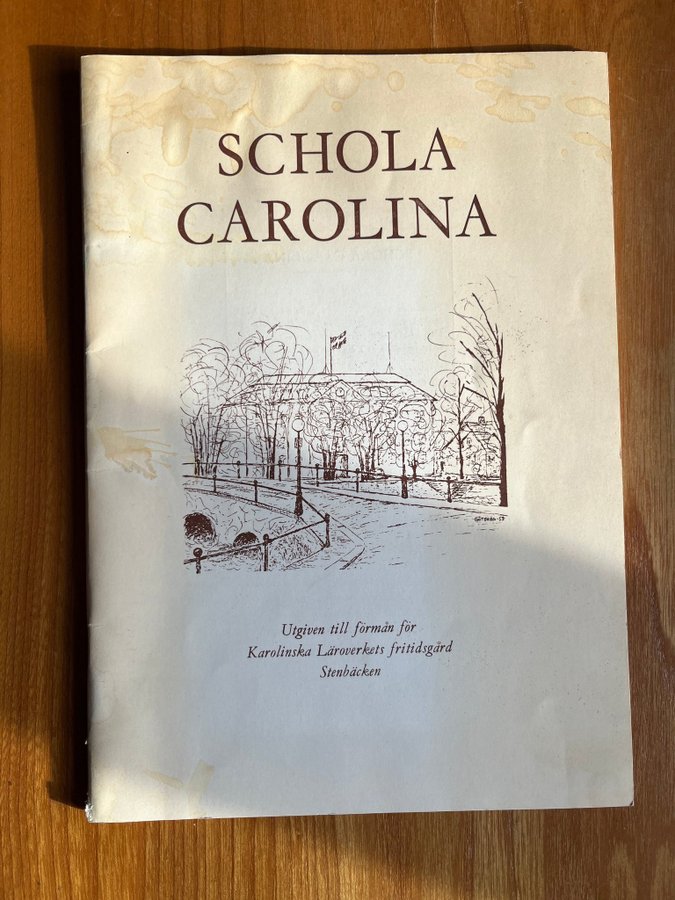 SCHOLA
CAROLINA
Utgiven till förmån för
Karolinska Läroverkets fritidsgård
Stenbäcken